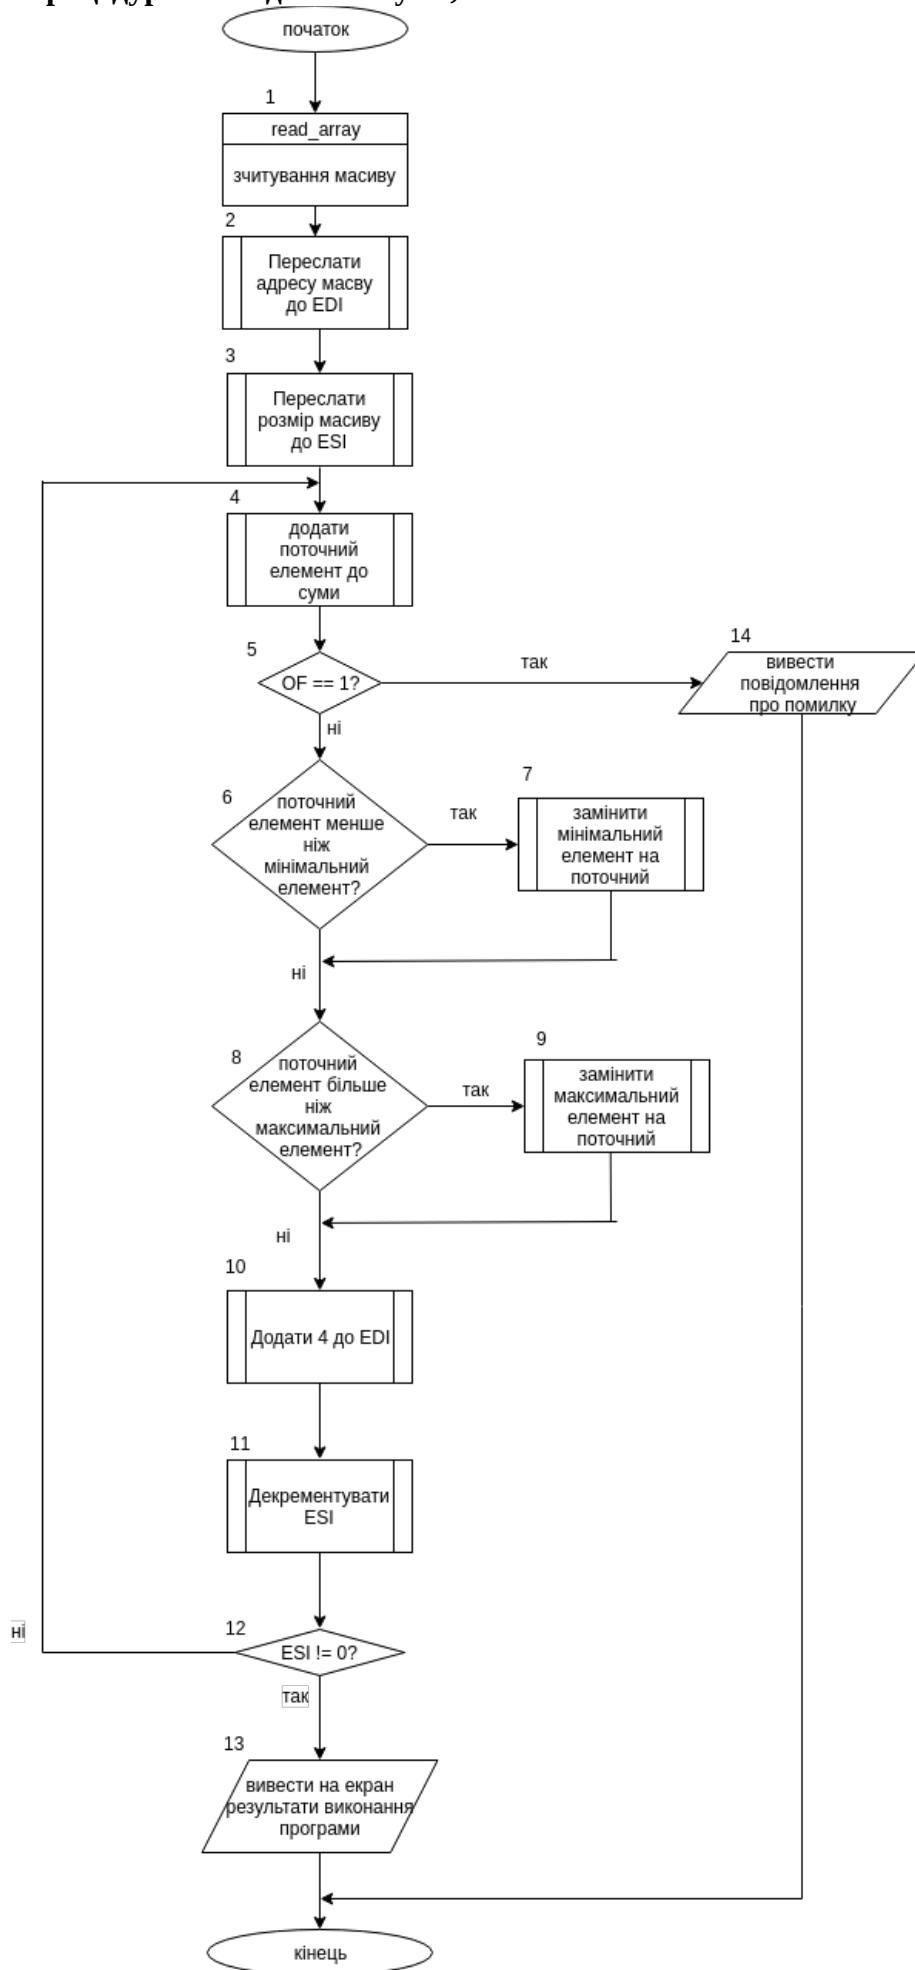 початок
1
read_array
зчитування масиву
2
Переслати
адресу масву
до EDI
3
Переслати
розмір масиву
до ESI
4
додати
поточний
елемент до
суми
5
OF == 1?
так
14
вивести
повідомлення
про помилку
ні
6
поточний
елемент менше
ніж
мінімальний
елемент?
так
7
замінити
мінімальний
елемент на
поточний
ні
8
поточний
елемент більше
ніж
максимальний
елемент?
так
9
замінити
максимальний
елемент на
поточний
ні
10
Додати 4 до EDI
11
Декрементувати
ESI
12
ESI != 0?
ні
так
13
вивести на екран
результати виконання
програми
кінець